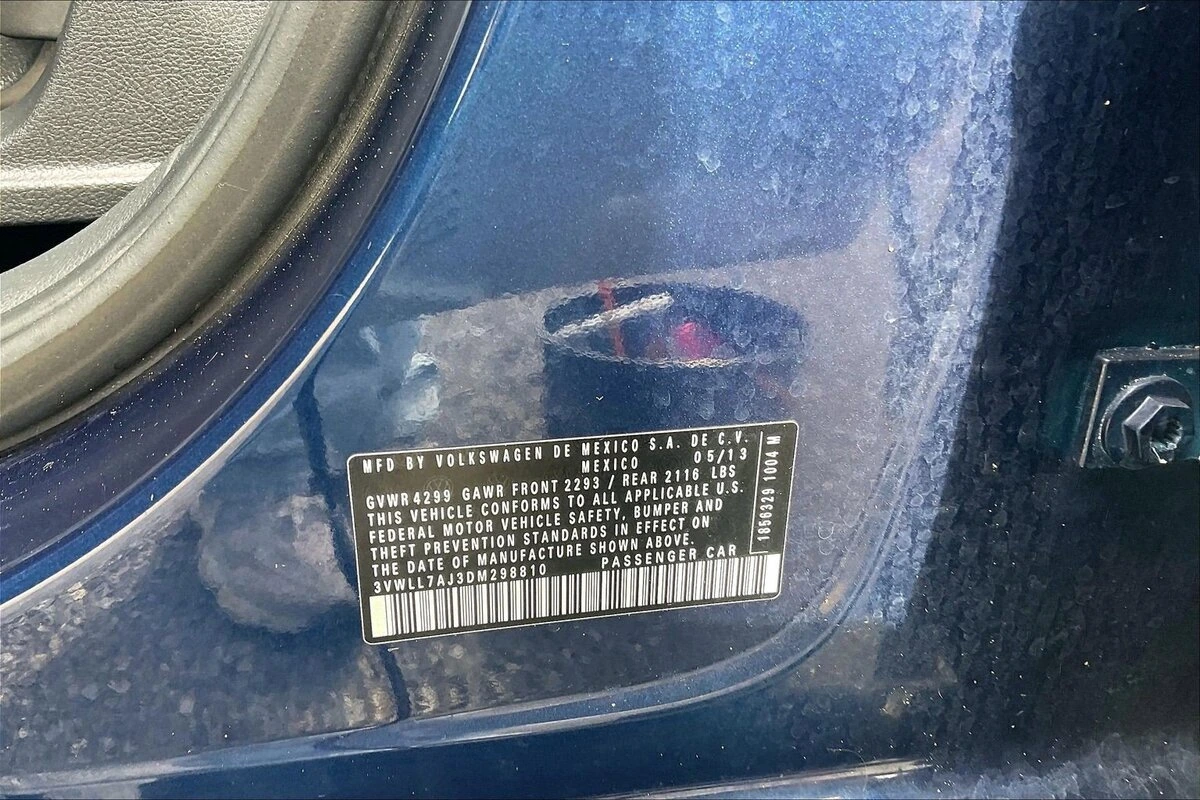 MFD BY VOLKSWAGEN DE MEXICO S.A. DE C.V.
MEXICO 05/13
GVWR 4299 GAWR FRONT 2293 / REAR 2116 LBS
THIS VEHICLE CONFORMS TO ALL APPLICABLE U.S.
FEDERAL MOTOR VEHICLE SAFETY, BUMPER AND
THEFT PREVENTION STANDARDS IN EFFECT ON
THE DATE OF MANUFACTURE SHOWN ABOVE.
3VWLL7AJ3DM298810 PASSENGER CAR
1856329 1004 M